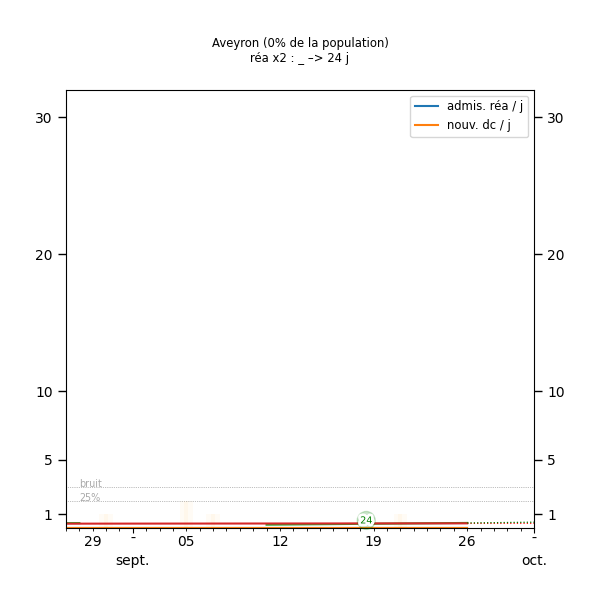 Aveyron (0% de la population)
réa x2 : _ –> 24 j
admis. réa / j
nouv. dc / j
30 30
20 20
10 10
5 5
bruit
25%
1 1
24
29 - 05 12 19 26 -
sept. oct.